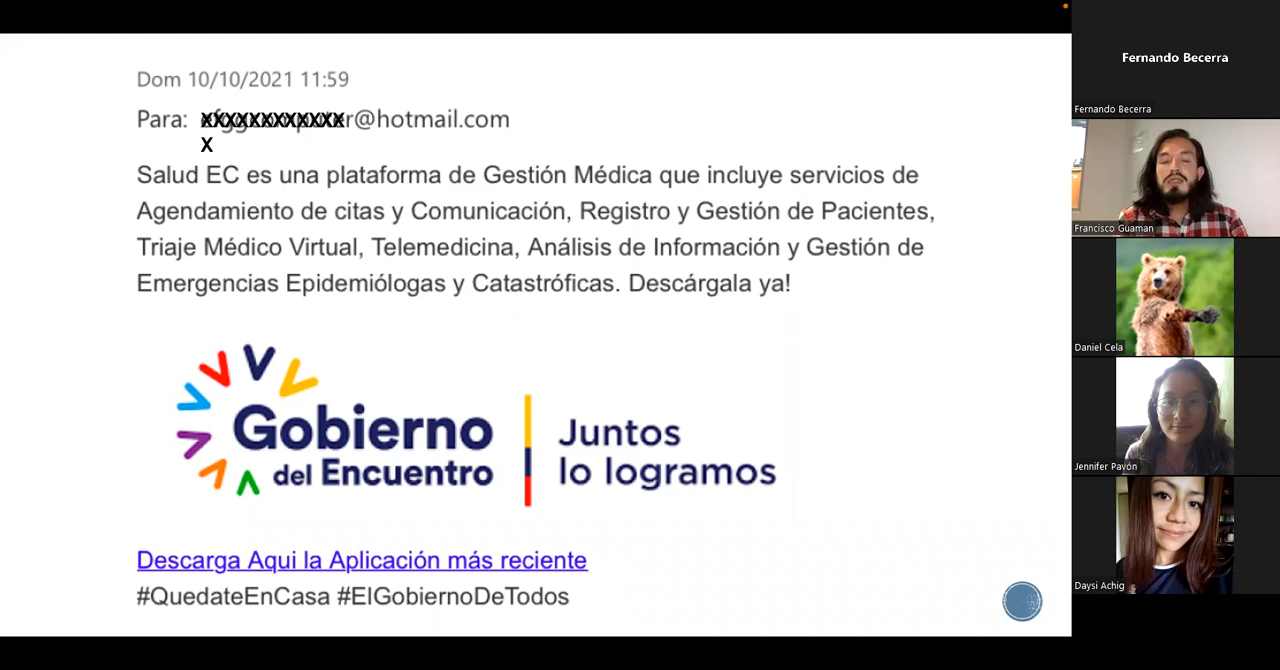 Dom 10/10/2021 11:59
Para: xxxxxxxxxxxxr@hotmail.com
x
Salud EC es una plataforma de Gestión Médica que incluye servicios de
Agendamiento de citas y Comunicación, Registro y Gestión de Pacientes,
Triaje Médico Virtual, Telemedicina, Análisis de Información y Gestión de
Emergencias Epidemiólogas y Catastróficas. Descárgala ya!
Gobierno
del Encuentro
Juntos
lo logramos
Descarga Aqui la Aplicación más reciente
#QuedateEnCasa #ElGobiernoDeTodos
Fernando Becerra
Fernando Becerra
Francisco Guaman
Daniel Cela
Jennifer Pavón
Daysi Achig